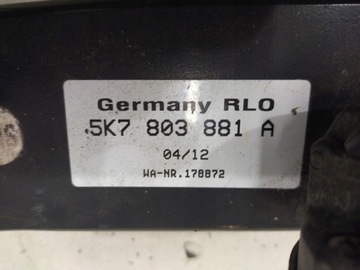 Germany RLO
5K7 803 881 A
04/12
WA-NR.178872